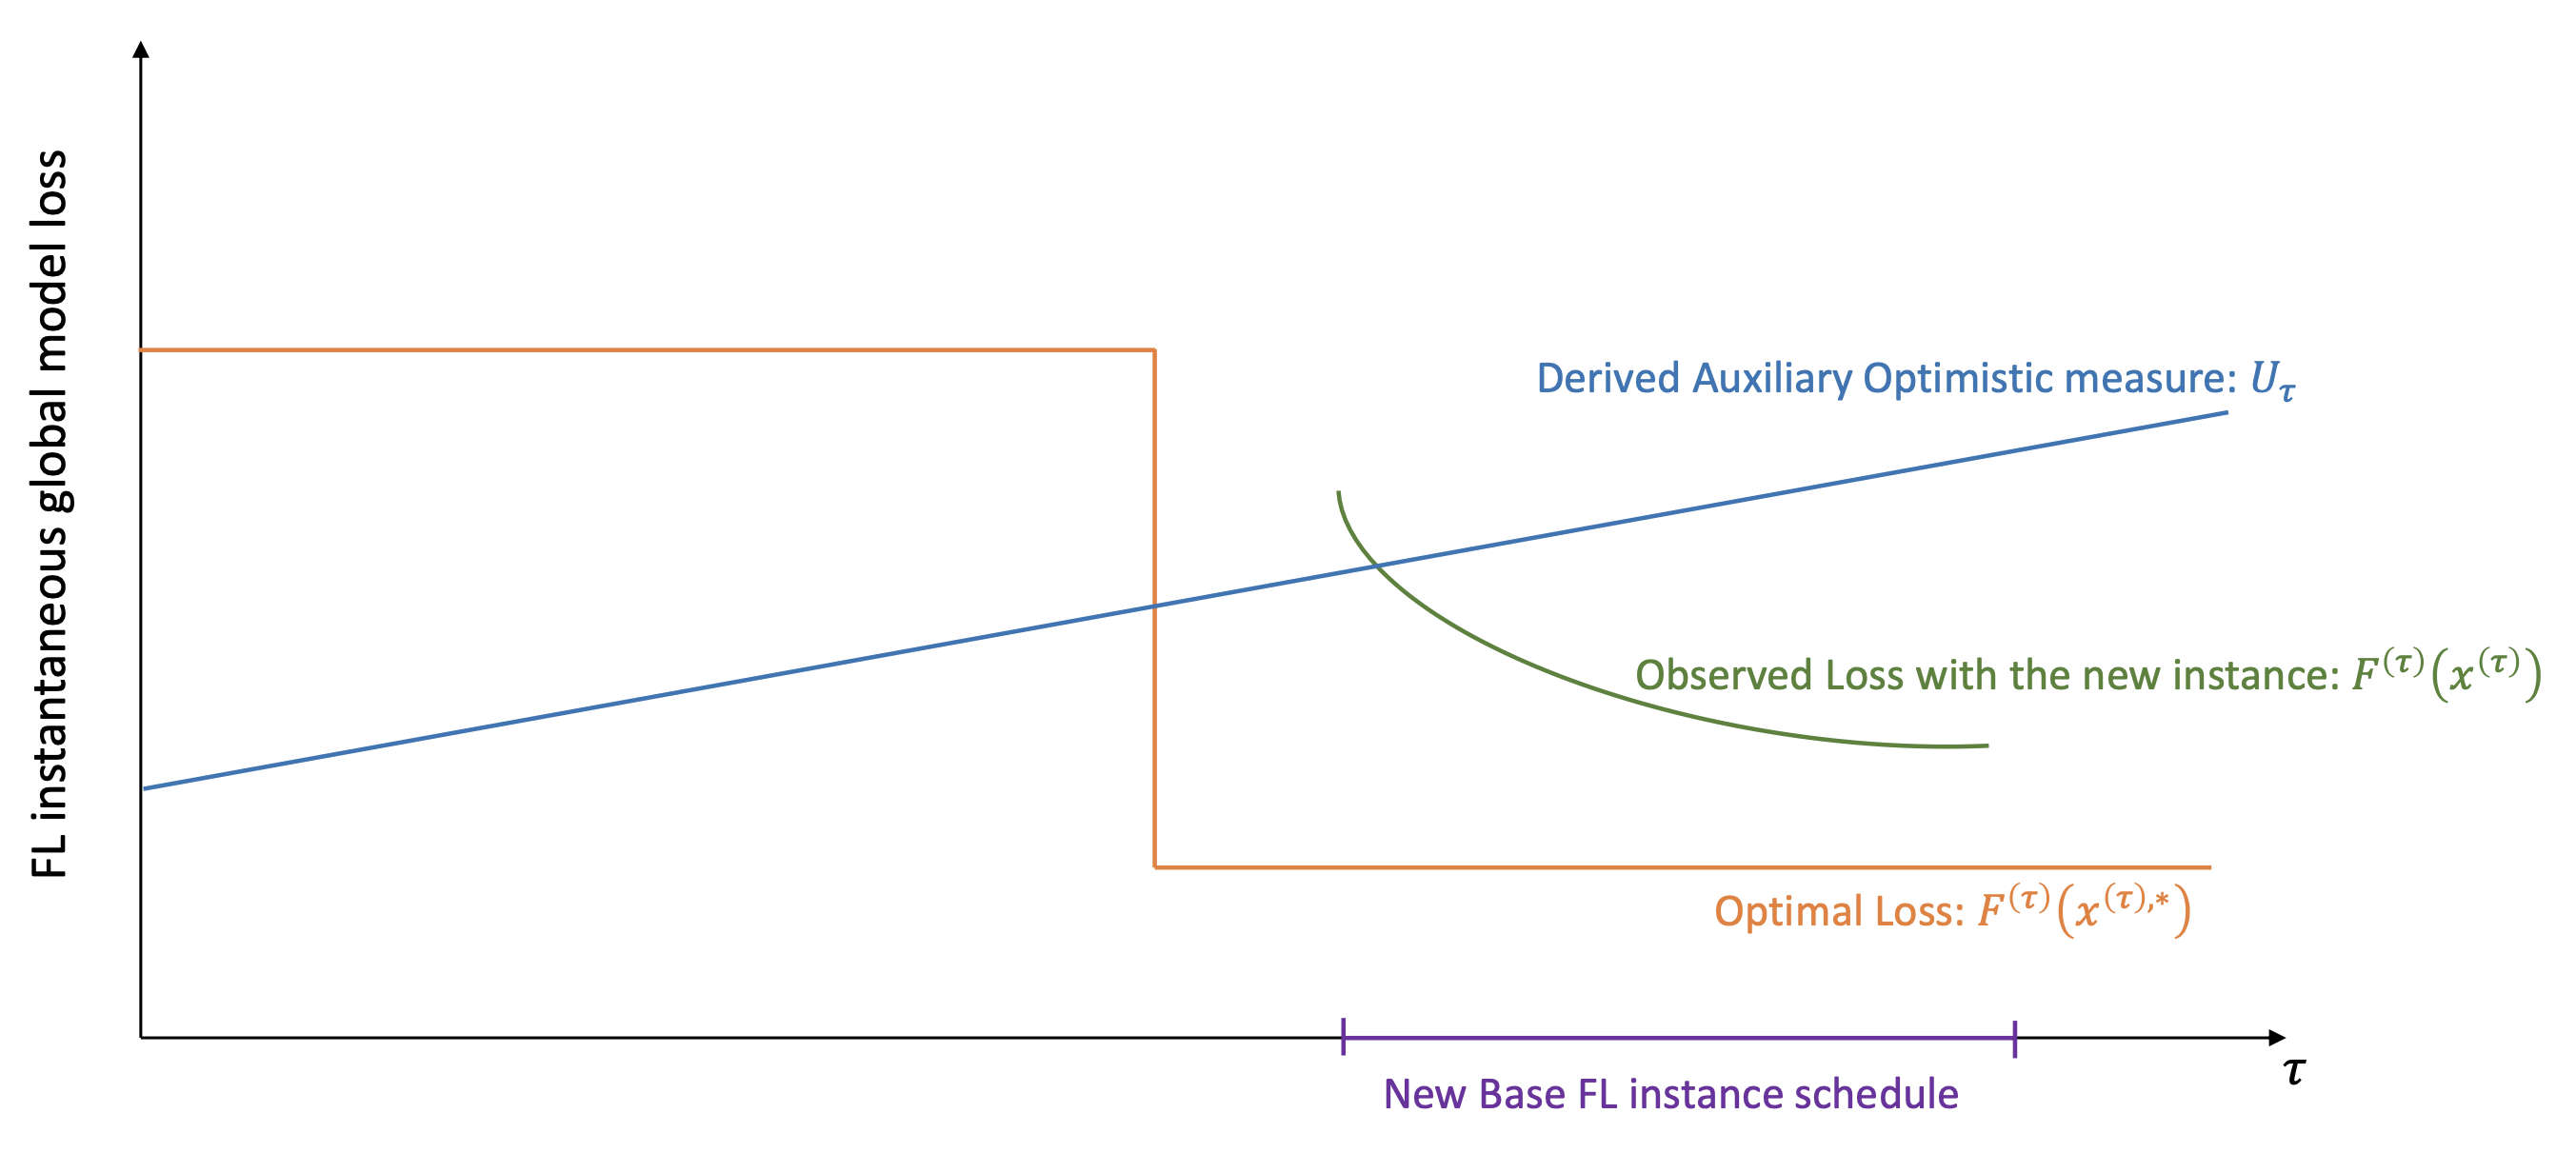 FL instantaneous global model loss
Derived Auxiliary Optimistic measure: U_τ
Observed Loss with the new instance: F^(τ)(x^(τ))
Optimal Loss: F^(τ)(x^(τ),*)
τ
New Base FL instance schedule